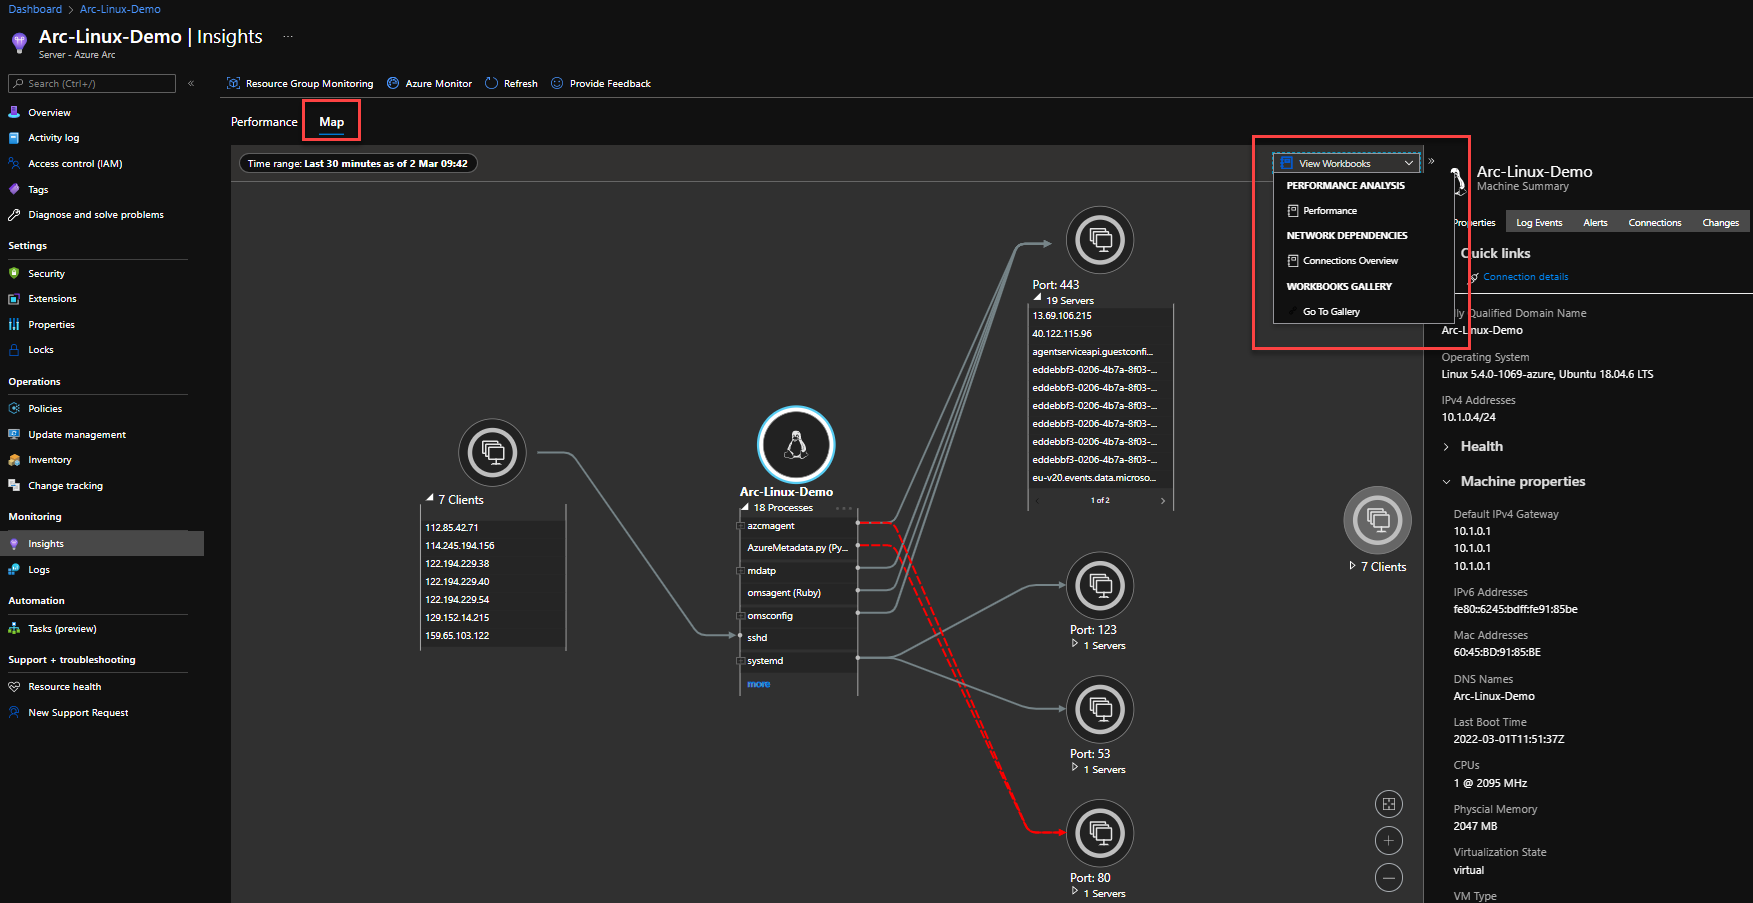 Dashboard > Arc-Linux-Demo
Arc-Linux-Demo | Insights ...
Server - Azure Arc
Search (Ctrl+/)
«
Overview
Activity log
Access control (IAM)
Tags
Diagnose and solve problems
Settings
Security
Extensions
Properties
Locks
Operations
Policies
Update management
Inventory
Change tracking
Monitoring
Insights
Logs
Automation
Tasks (preview)
Support + troubleshooting
Resource health
New Support Request
Resource Group Monitoring
Azure Monitor
Refresh
Provide Feedback
Performance
Map
Time range: Last 30 minutes as of 2 Mar 09:42
7 Clients
112.85.42.71
114.245.194.156
122.194.229.38
122.194.229.40
122.194.229.54
129.152.14.215
159.65.103.122
Arc-Linux-Demo
18 Processes
azcmagent
AzureMetadata.py (Py...
mdatp
omsagent (Ruby)
omsconfig
sshd
systemd
more
Port: 443
19 Servers
13.69.106.215
40.122.115.96
agentserviceapi.guestconfi...
eddebbf3-0206-4b7a-8f03-...
eddebbf3-0206-4b7a-8f03-...
eddebbf3-0206-4b7a-8f03-...
eddebbf3-0206-4b7a-8f03-...
eddebbf3-0206-4b7a-8f03-...
eddebbf3-0206-4b7a-8f03-...
eu-v20.events.data.microso...
1 of 2
Port: 123
1 Servers
Port: 53
1 Servers
Port: 80
1 Servers
7 Clients
View Workbooks
PERFORMANCE ANALYSIS
Performance
NETWORK DEPENDENCIES
Connections Overview
WORKBOOKS GALLERY
Go To Gallery
»
Arc-Linux-Demo
Machine Summary
roperties
Log Events
Alerts
Connections
Changes
Quick links
Connection details
lly Qualified Domain Name
Arc-Linux-Demo
Operating System
Linux 5.4.0-1069-azure, Ubuntu 18.04.6 LTS
IPv4 Addresses
10.1.0.4/24
Health
Machine properties
Default IPv4 Gateway
10.1.0.1
10.1.0.1
10.1.0.1
IPv6 Addresses
fe80::6245:bdff:fe91:85be
Mac Addresses
60:45:BD:91:85:BE
DNS Names
Arc-Linux-Demo
Last Boot Time
2022-03-01T11:51:37Z
CPUs
1 @ 2095 MHz
Physcial Memory
2047 MB
Virtualization State
virtual
VM Type